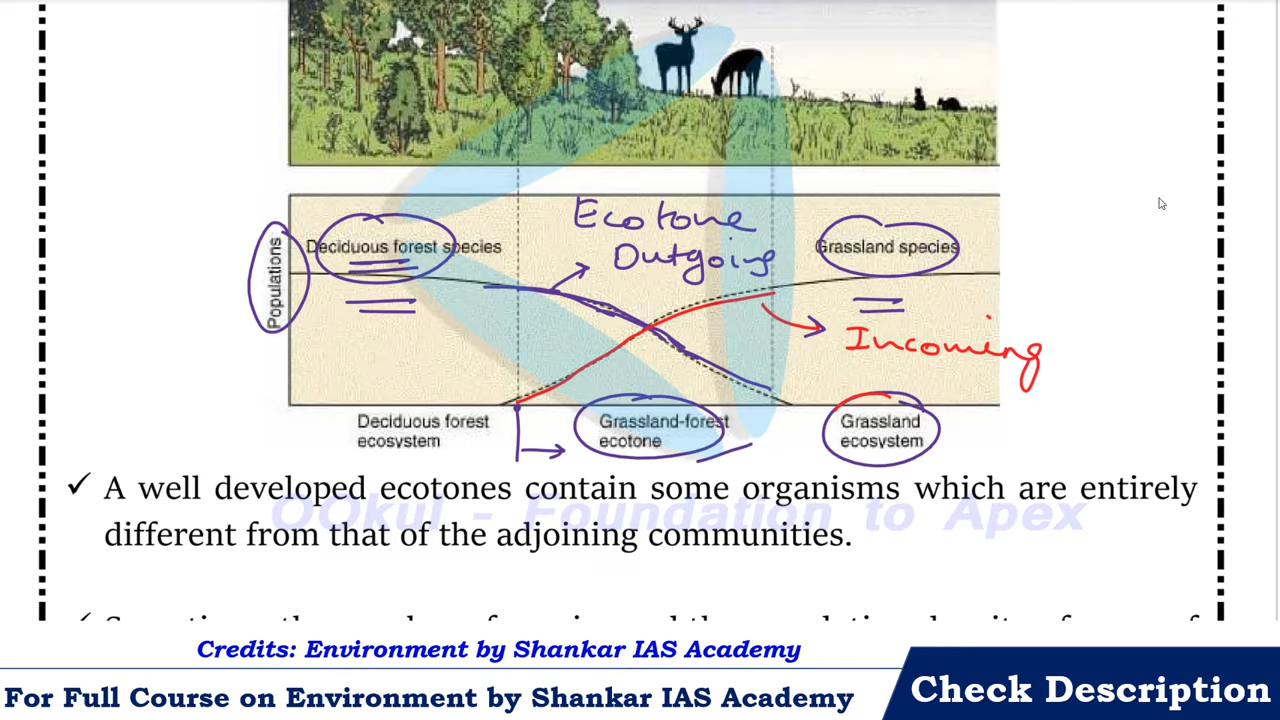 Ecotone
Outgoing
Deciduous forest species
Grassland species
Populations
Incoming
Deciduous forest
ecosystem
Grassland-forest
ecotone
Grassland
ecosystem
✓ A well developed ecotones contain some organisms which are entirely
different from that of the adjoining communities.
OOkul - Foundation to Apex
Credits: Environment by Shankar IAS Academy
For Full Course on Environment by Shankar IAS Academy
Check Description